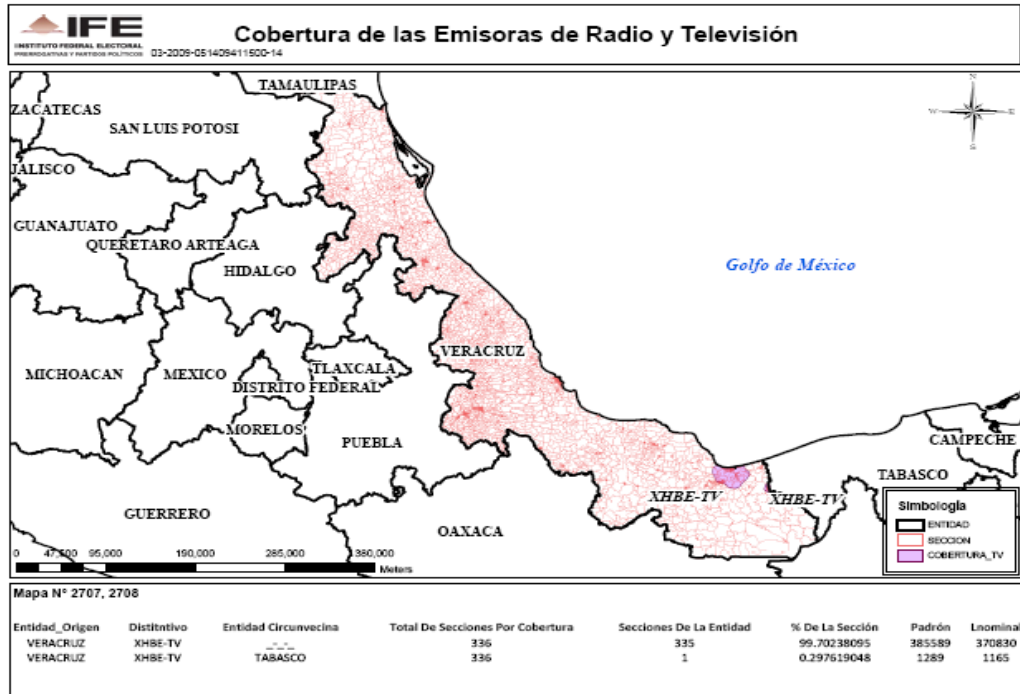 IFE
INSTITUTO FEDERAL ELECTORAL
PRERROGATIVAS Y PARTIDOS POLÍTICOS
03-2009-051409411500-14
Cobertura de las Emisoras de Radio y Televisión
TAMAULIPAS
ZACATECAS
SAN LUIS POTOSI
JALISCO
GUANAJUATO
QUERETARO ARTEAGA
HIDALGO
Golfo de México
N
W E
S
VERACRUZ
MICHOACAN
MEXICO
TLAXCALA
DISTRITO FEDERAL
MORELOS
PUEBLA
CAMPECHE
TABASCO
XHBE-TV
XHBE-TV
GUERRERO
OAXACA
Simbología
ENTIDAD
SECCION
COBERTURA_TV
0 47,500 95,000 190,000 285,000 380,000
Meters
Mapa N° 2707, 2708
Entidad_Origen Distitntivo Entidad Circunvecina Total De Secciones Por Cobertura Secciones De La Entidad % De La Sección Padrón Lnominal
VERACRUZ XHBE-TV _-_-_ 336 335 99.70238095 385589 370830
VERACRUZ XHBE-TV TABASCO 336 1 0.297619048 1289 1165